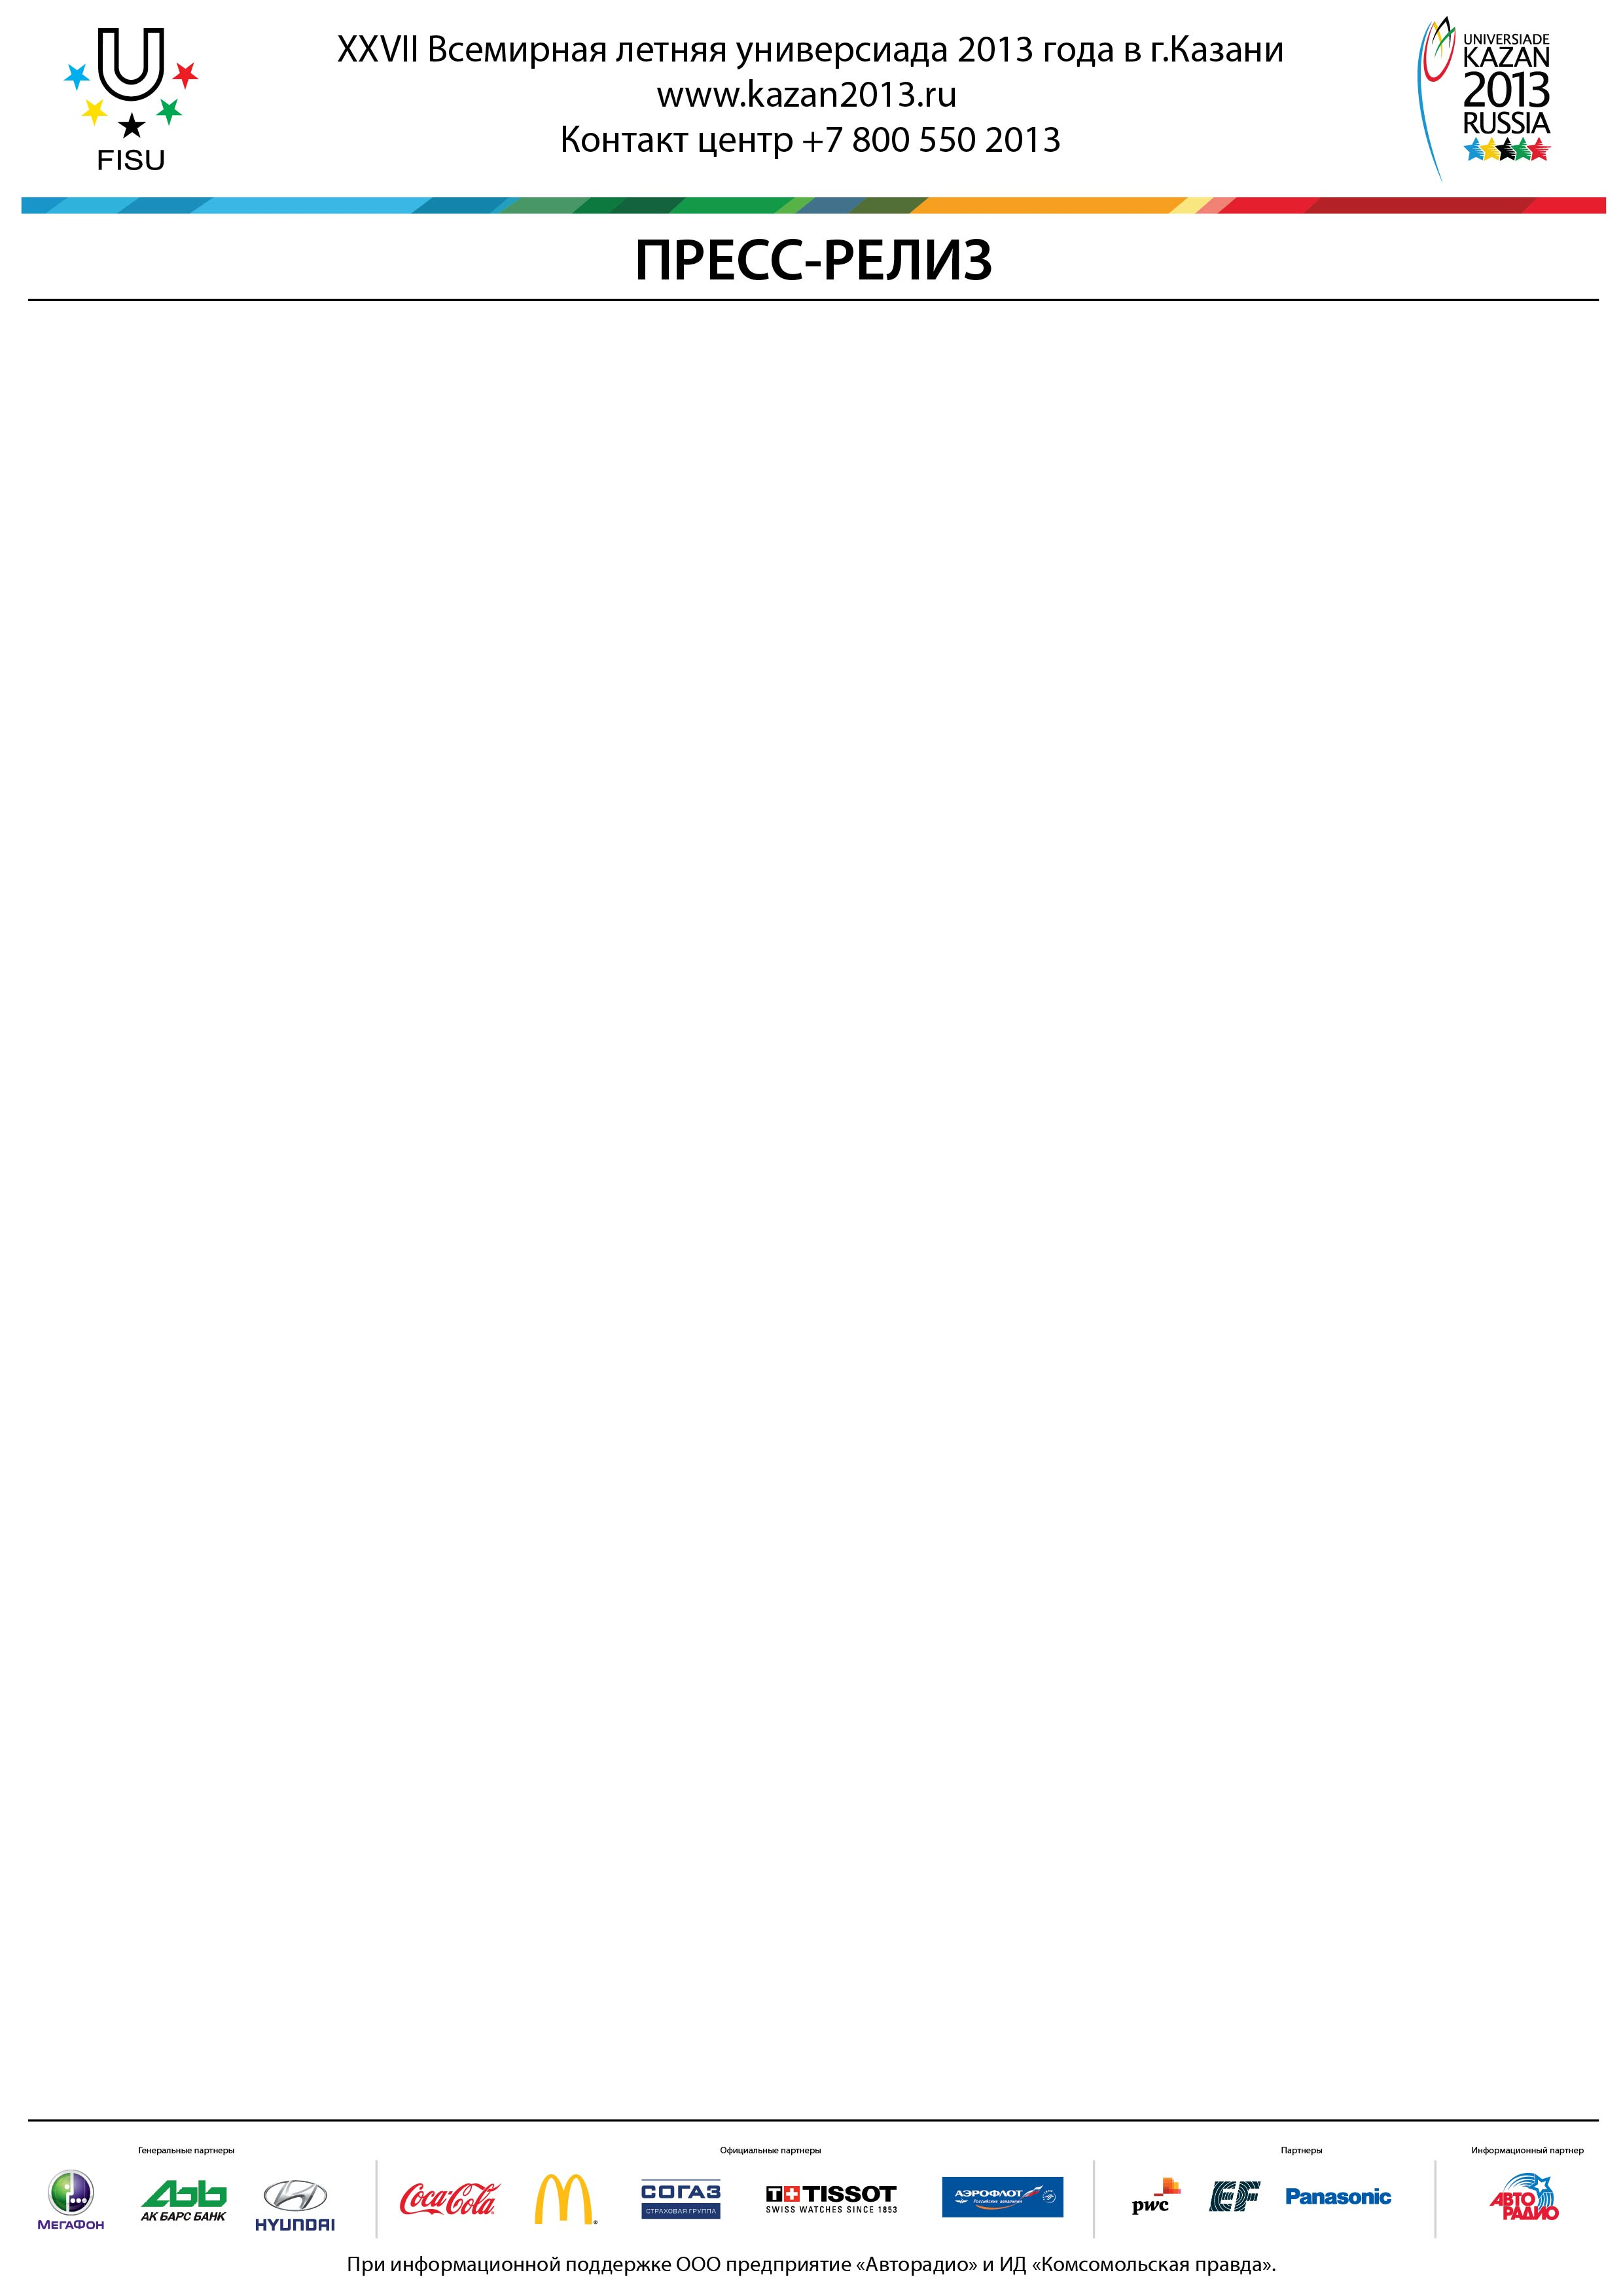 FISU
XXVII Всемирная летняя универсиада 2013 года в г.Казани
www.kazan2013.ru
Контакт центр +7 800 550 2013
UNIVERSIADE
KAZAN
2013
RUSSIA
ПРЕСС-РЕЛИЗ
Генеральные партнеры
Официальные партнеры
Партнеры
Информационный партнер
МЕГАФОН
АК БАРС БАНК
HYUNDAI
Coca-Cola
СОГАЗ
СТРАХОВАЯ ГРУППА
TISSOT
SWISS WATCHES SINCE 1853
АЭРОФЛОТ
Российские авиалинии
pwc
EF
Panasonic
АВТО
РАДИО
При информационной поддержке ООО предприятие «Авторадио» и ИД «Комсомольская правда».